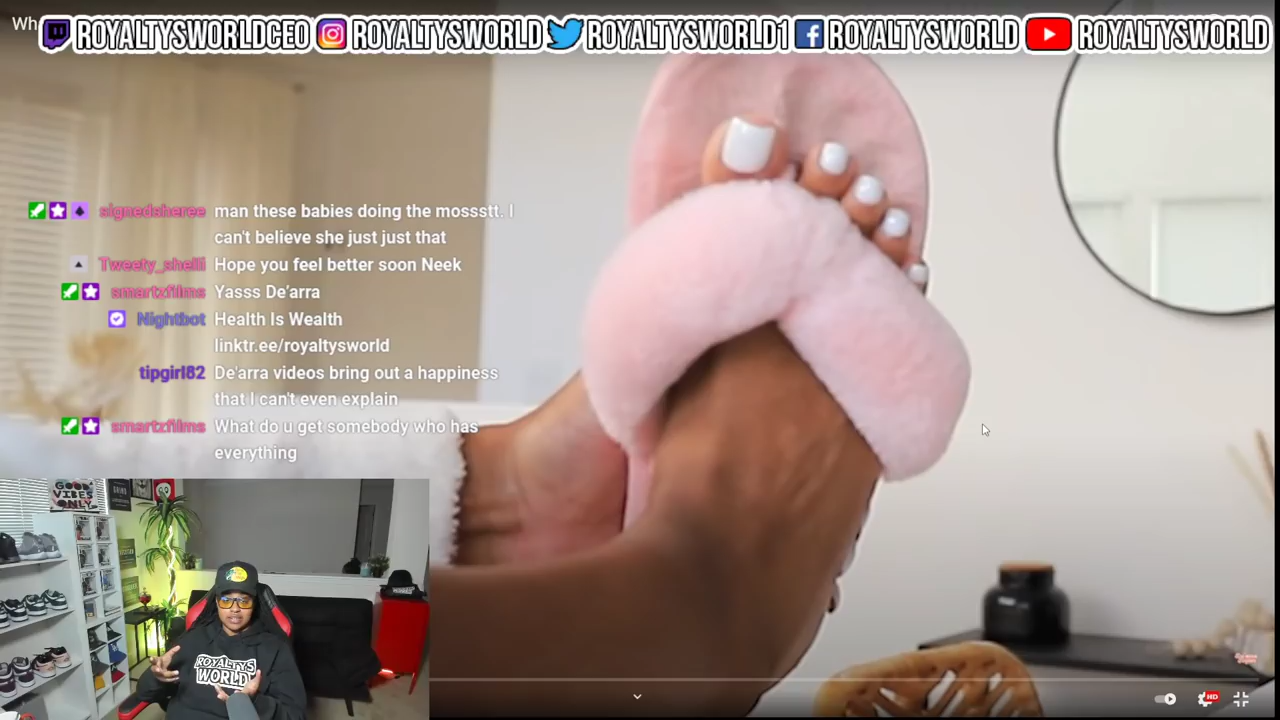 Wh
ROYALTYSWORLDCEO ROYALTYSWORLD ROYALTYSWORLD1 ROYALTYSWORLD ROYALTYSWORLD
signedsheree man these babies doing the mossstt. I
can't believe she just just that
Tweety_shelli Hope you feel better soon Neek
smartzfilms Yasss De'arra
Nightbot Health Is Wealth
linktr.ee/royaltysworld
tipgirl82 De'arra videos bring out a happiness
that I can't even explain
smartzfilms What do u get somebody who has
everything
GOOD
VIBES
ONLY
ROYALTYS
WORLD
HD